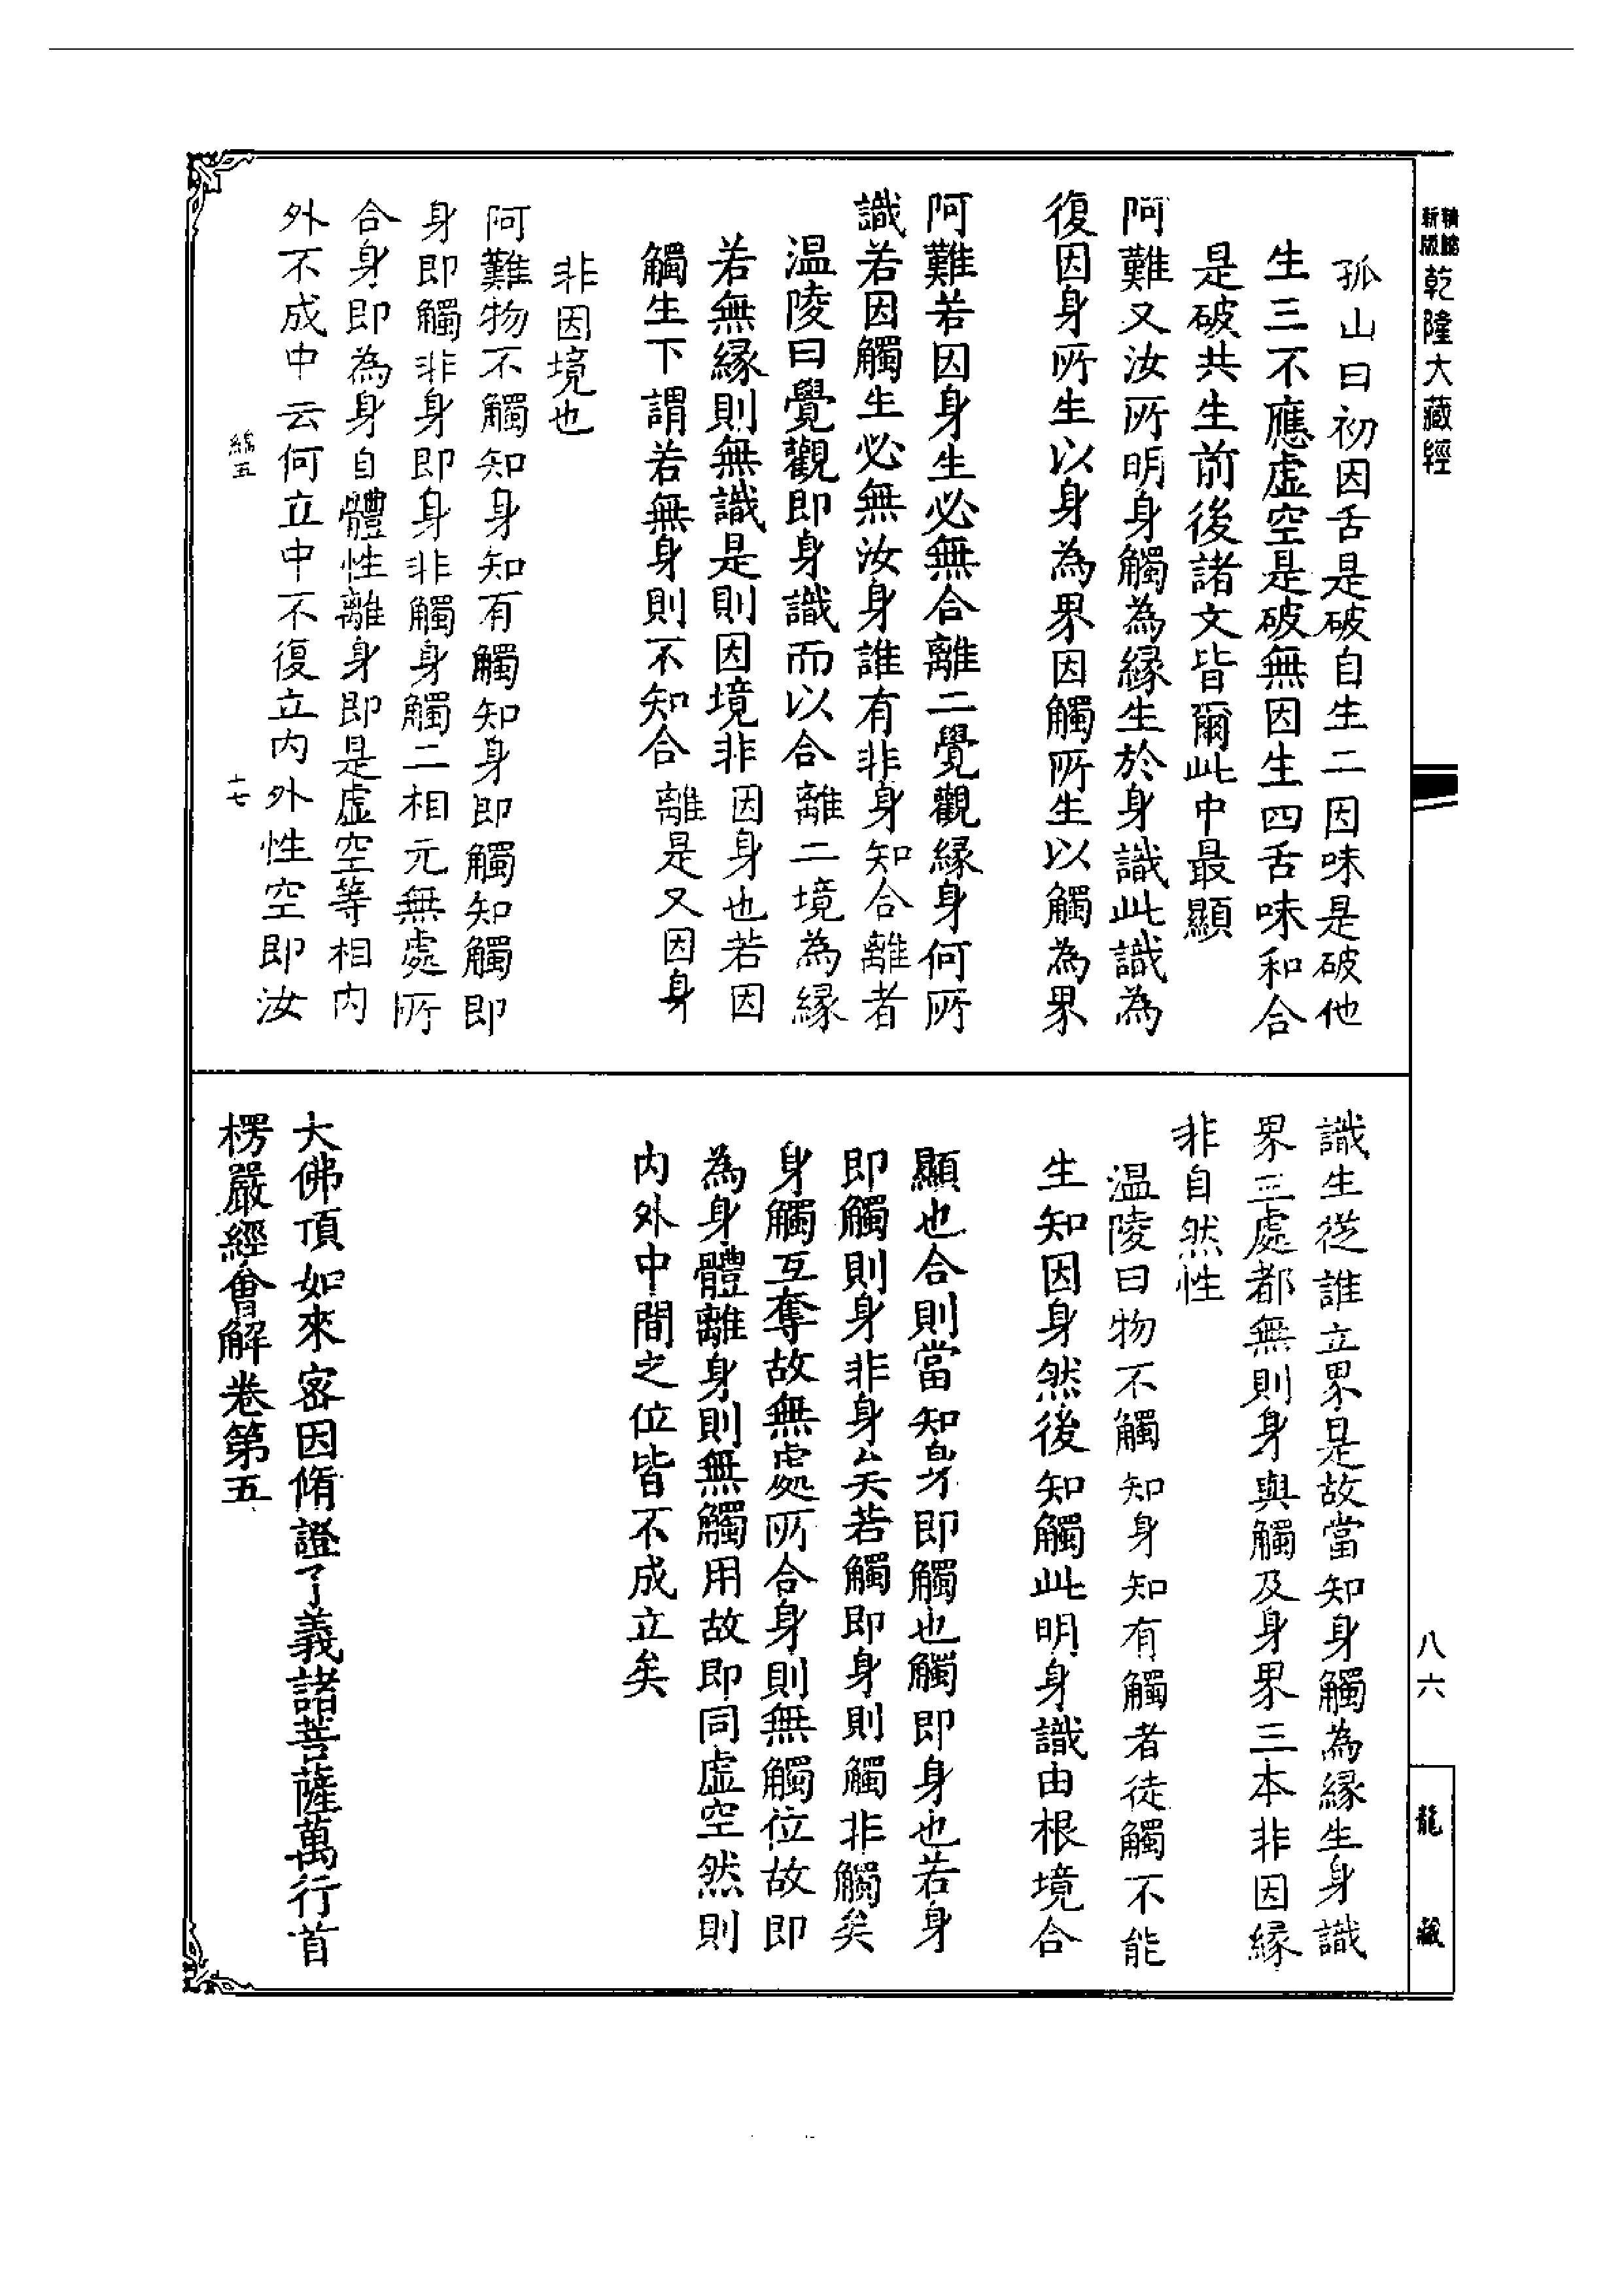 新版
乾隆大藏經
孤山曰初因舌是破自生二因味是破他
生三不應虛空是破無因生四舌味和合
是破共生前後諸文皆爾此中最顯
阿難又汝所明身觸為緣生於身識此識為
復因身所生以身為界因觸所生以觸為界
阿難若因身生必無合離二覺觀緣身何所
識若因觸生必無汝身誰有非身知合離者
温陵曰覺觀即身識而以合離二境為緣
若無緣則無識是則因境非因身也若因
觸生下謂若無身則不知合離是又因身
非因境也
阿難物不觸知身知有觸知身即觸知觸即
身即觸非身即身非觸身觸二相元無處所
合身即為身自體性離身即是虛空等相內
外不成中云何立中不復立內外性空即汝
綿五
十七
識生從誰立界是故當知身觸為緣生身識
界三處都無則身與觸及身界三本非因緣
非自然性
温陵曰物不觸知身知有觸者徒觸不能
生知因身然後知觸此明身識由根境合
顯也合則當知身即觸也觸即身也若身
即觸則身非身矣若觸即身則觸非觸矣
身觸互奪故無處所合身則無觸位故即
為身體離身則無觸用故即同虛空然則
內外中間之位皆不成立矣
大佛頂如來密因脩證了義諸菩薩萬行首
楞嚴經會解卷第五
八六
龍藏